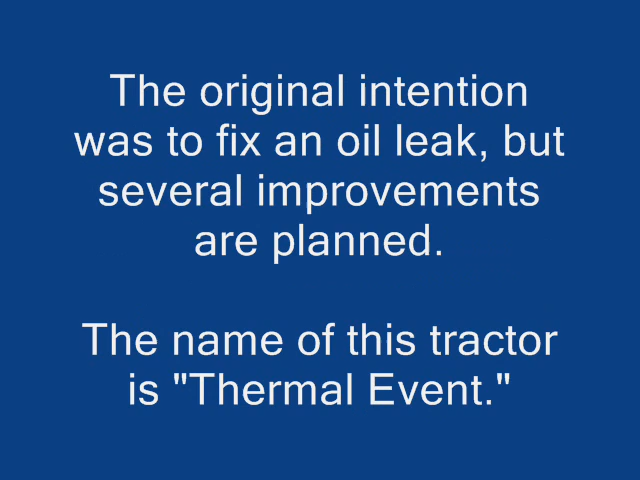 The original intention
was to fix an oil leak, but
several improvements
are planned.
The name of this tractor
is "Thermal Event."